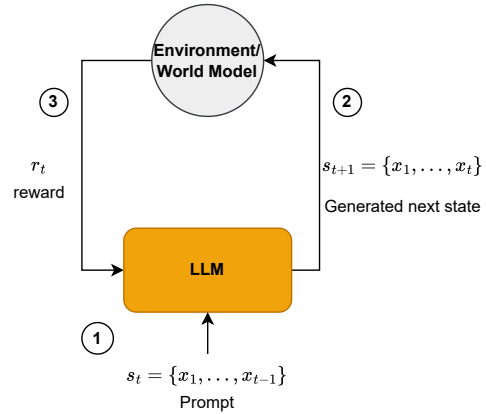 Environment/
World Model
3
2
r_t
reward
s_{t+1} = {x_1, . . . , x_t}
Generated next state
LLM
1
s_t = {x_1, . . . , x_{t-1}}
Prompt